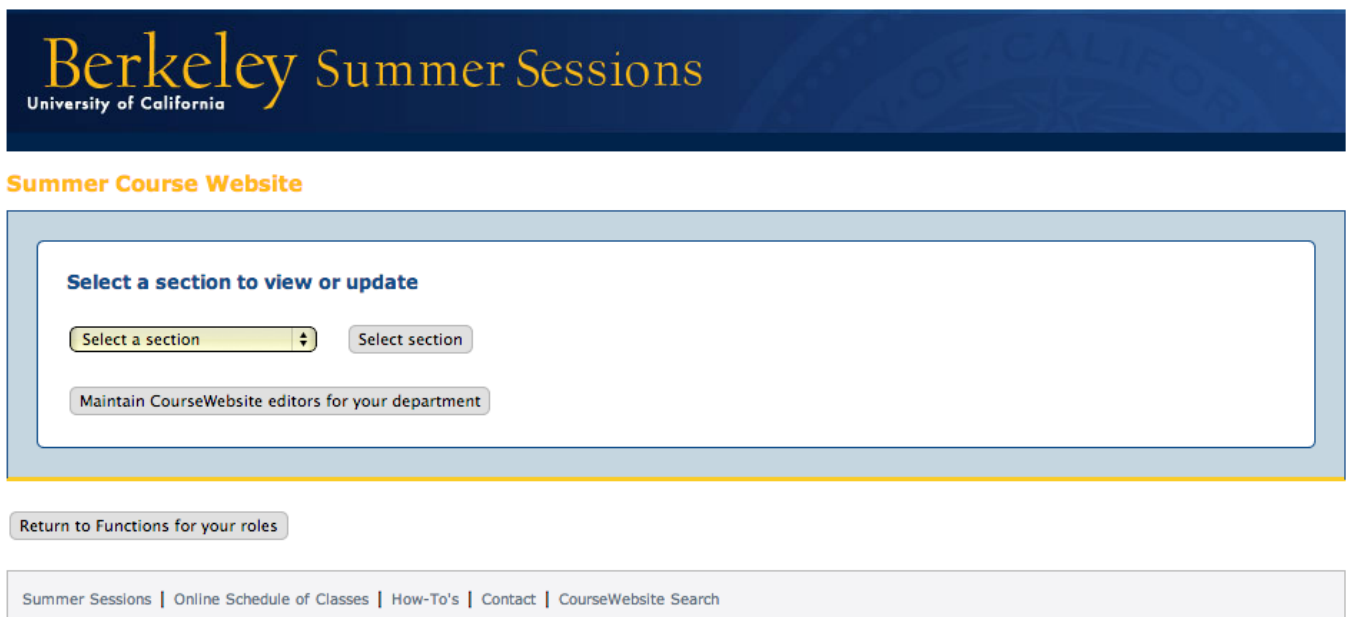 Berkeley Summer Sessions
University of California
OF·CALIFOR
Summer Course Website
Select a section to view or update
Select a section Select section
Maintain CourseWebsite editors for your department
Return to Functions for your roles
Summer Sessions | Online Schedule of Classes | How-To's | Contact | CourseWebsite Search